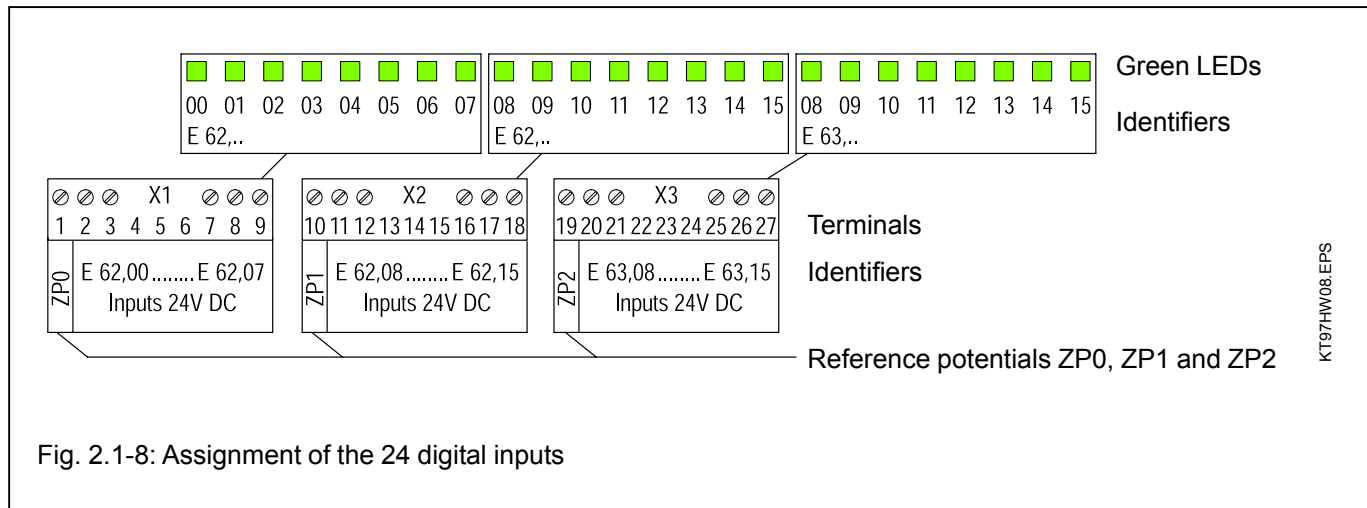 Green LEDs
00 01 02 03 04 05 06 07 08 09 10 11 12 13 14 15 08 09 10 11 12 13 14 15
Identifiers
E 62,.. E 62,.. E 63,..
X1 X2 X3
1 2 3 4 5 6 7 8 9 10 11 12 13 14 15 16 17 18 19 20 21 22 23 24 25 26 27
Terminals
ZP0 E 62,00........E 62,07 ZP1 E 62,08........E 62,15 ZP2 E 63,08........E 63,15
Identifiers
Inputs 24V DC Inputs 24V DC Inputs 24V DC
Reference potentials ZP0, ZP1 and ZP2
KT97HW08.EPS
Fig. 2.1-8: Assignment of the 24 digital inputs